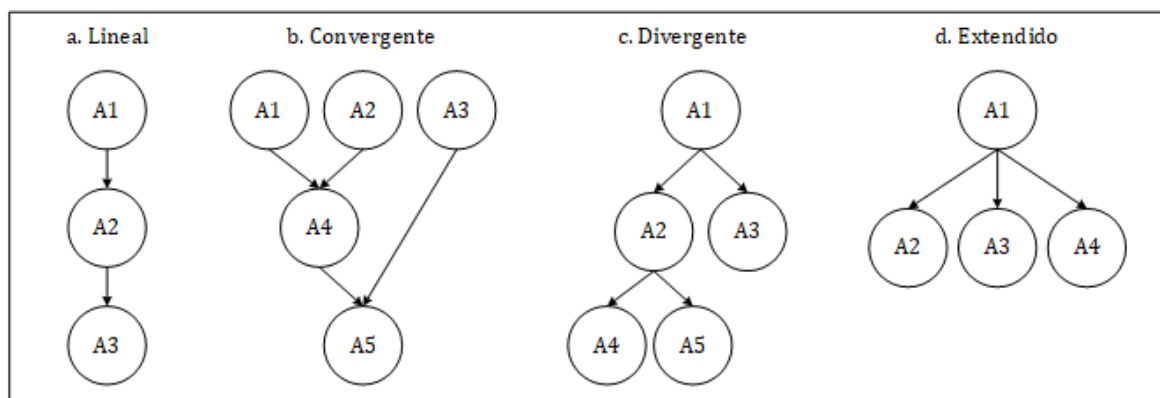 a. Lineal
b. Convergente
c. Divergente
d. Extendido
A1
A2
A3
A1
A2
A3
A4
A5
A1
A2
A3
A4
A5
A1
A2
A3
A4